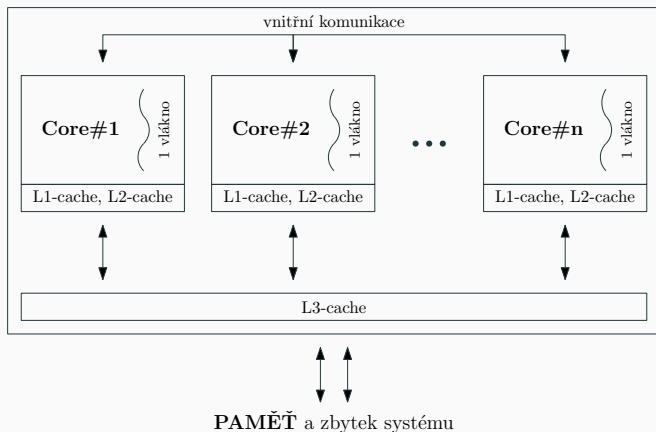 vnitřní komunikace
Core#1
1 vlákno
L1-cache, L2-cache
Core#2
1 vlákno
L1-cache, L2-cache
Core#n
1 vlákno
L1-cache, L2-cache
L3-cache
PAMĚŤ a zbytek systému